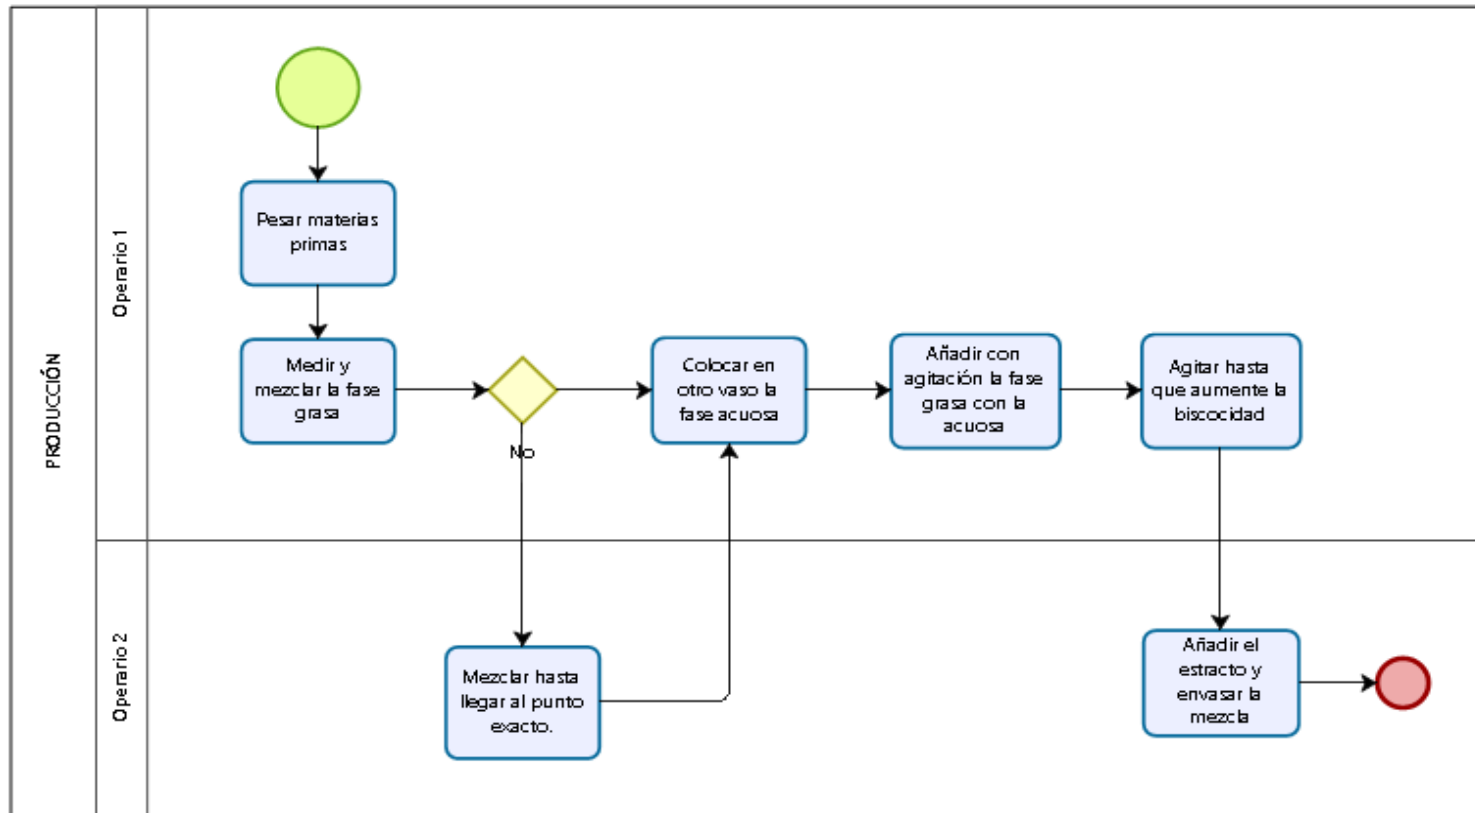 PRODUCCIÓN
Operario 1
Pesar materias
primas
Medir y
mezclar la fase
grasa
No
Colocar en
otro vaso la
fase acuosa
Añadir con
agitación la fase
grasa con la
acuosa
Agitar hasta
que aumente la
biscocidad
Operario 2
Mezclar hasta
llegar al punto
exacto.
Añadir el
estracto y
envasar la
mezcla